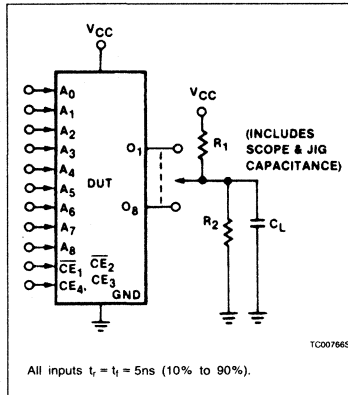 VCC
A0
A1
A2
A3
A4
A5
A6
A7
A8
CE1 CE2
CE4, CE3
DUT
GND
O1
O8
VCC
R1
(INCLUDES
SCOPE & JIG
CAPACITANCE)
R2
CL
TC00766S
All inputs tr = tf = 5ns (10% to 90%).